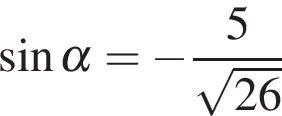 sin α = − 5/√26